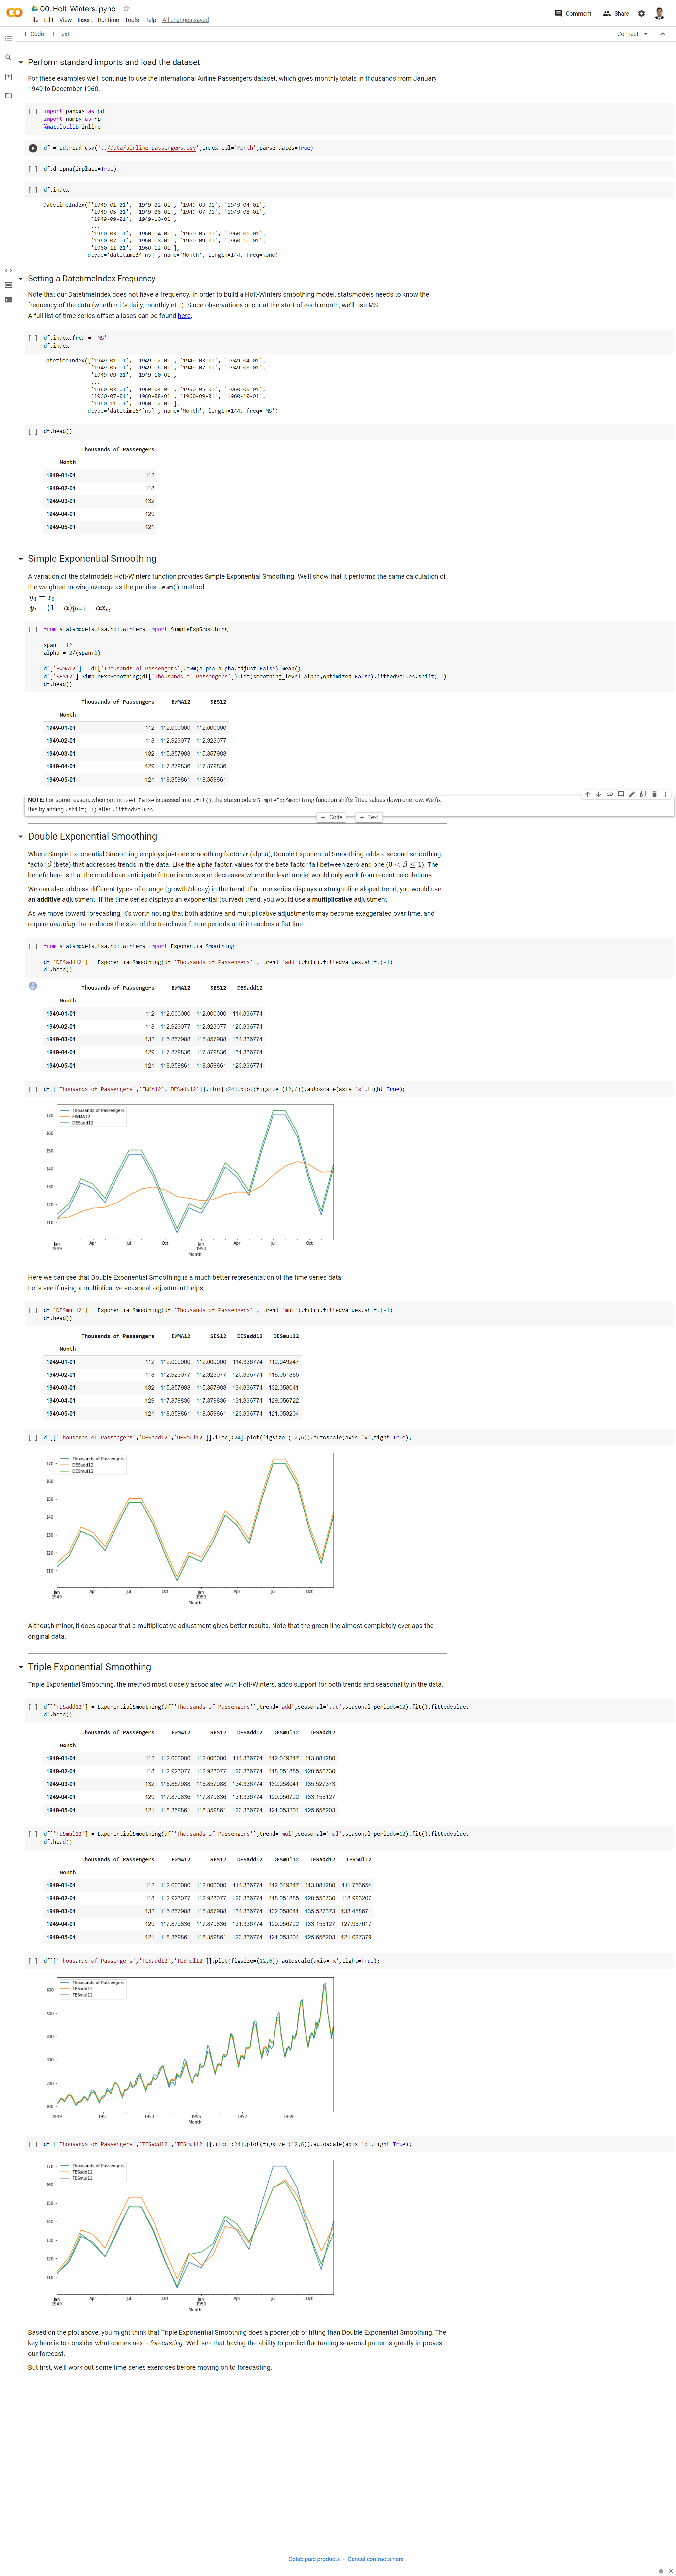 00. Holt-Winters.ipynb
File Edit View Insert Runtime Tools Help All changes saved
Comment Share
+ Code + Text
Connect
Perform standard imports and load the dataset
For these examples we'll continue to use the International Airline Passengers dataset, which gives monthly totals in thousands from January
1949 to December 1960.
[ ] import pandas as pd
import numpy as np
%matplotlib inline
df = pd.read_csv('../Data/airline_passengers.csv',index_col='Month',parse_dates=True)
[ ] df.dropna(inplace=True)
[ ] df.index
DatetimeIndex(['1949-01-01', '1949-02-01', '1949-03-01', '1949-04-01',
'1949-05-01', '1949-06-01', '1949-07-01', '1949-08-01',
'1949-09-01', '1949-10-01',
...
'1960-03-01', '1960-04-01', '1960-05-01', '1960-06-01',
'1960-07-01', '1960-08-01', '1960-09-01', '1960-10-01',
'1960-11-01', '1960-12-01'],
dtype='datetime64[ns]', name='Month', length=144, freq=None)
Setting a DatetimeIndex Frequency
Note that our DatetimeIndex does not have a frequency. In order to build a Holt-Winters smoothing model, statsmodels needs to know the
frequency of the data (whether it's daily, monthly etc.). Since observations occur at the start of each month, we'll use MS.
A full list of time series offset aliases can be found here.
[ ] df.index.freq = 'MS'
df.index
DatetimeIndex(['1949-01-01', '1949-02-01', '1949-03-01', '1949-04-01',
'1949-05-01', '1949-06-01', '1949-07-01', '1949-08-01',
'1949-09-01', '1949-10-01',
...
'1960-03-01', '1960-04-01', '1960-05-01', '1960-06-01',
'1960-07-01', '1960-08-01', '1960-09-01', '1960-10-01',
'1960-11-01', '1960-12-01'],
dtype='datetime64[ns]', name='Month', length=144, freq='MS')
[ ] df.head()
Thousands of Passengers
Month
1949-01-01 112
1949-02-01 118
1949-03-01 132
1949-04-01 129
1949-05-01 121
Simple Exponential Smoothing
A variation of the statmodels Holt-Winters function provides Simple Exponential Smoothing. We'll show that it performs the same calculation of
the weighted moving average as the pandas .ewm() method:
y₀ = x₀
yₜ = (1 − α)yₜ₋₁ + αxₜ,
[ ] from statsmodels.tsa.holtwinters import SimpleExpSmoothing
span = 12
alpha = 2/(span+1)
df['EWMA12'] = df['Thousands of Passengers'].ewm(alpha=alpha,adjust=False).mean()
df['SES12']=SimpleExpSmoothing(df['Thousands of Passengers']).fit(smoothing_level=alpha,optimized=False).fittedvalues.shift(-1)
df.head()
Thousands of Passengers EWMA12 SES12
Month
1949-01-01 112 112.000000 112.000000
1949-02-01 118 112.923077 112.923077
1949-03-01 132 115.857988 115.857988
1949-04-01 129 117.879836 117.879836
1949-05-01 121 118.359861 118.359861
NOTE: For some reason, when optimized=False is passed into .fit(), the statsmodels SimpleExpSmoothing function shifts fitted values down one row. We fix
this by adding .shift(-1) after .fittedvalues
+ Code + Text
Double Exponential Smoothing
Where Simple Exponential Smoothing employs just one smoothing factor α (alpha), Double Exponential Smoothing adds a second smoothing
factor β (beta) that addresses trends in the data. Like the alpha factor, values for the beta factor fall between zero and one (0 < β ≤ 1). The
benefit here is that the model can anticipate future increases or decreases where the level model would only work from recent calculations.
We can also address different types of change (growth/decay) in the trend. If a time series displays a straight-line sloped trend, you would use
an additive adjustment. If the time series displays an exponential (curved) trend, you would use a multiplicative adjustment.
As we move toward forecasting, it's worth noting that both additive and multiplicative adjustments may become exaggerated over time, and
require damping that reduces the size of the trend over future periods until it reaches a flat line.
[ ] from statsmodels.tsa.holtwinters import ExponentialSmoothing
df['DESadd12'] = ExponentialSmoothing(df['Thousands of Passengers'], trend='add').fit().fittedvalues.shift(-1)
df.head()
Thousands of Passengers EWMA12 SES12 DESadd12
Month
1949-01-01 112 112.000000 112.000000 114.336774
1949-02-01 118 112.923077 112.923077 120.336774
1949-03-01 132 115.857988 115.857988 134.336774
1949-04-01 129 117.879836 117.879836 131.336774
1949-05-01 121 118.359861 118.359861 123.336774
[ ] df[['Thousands of Passengers','EWMA12','DESadd12']].iloc[:24].plot(figsize=(12,6)).autoscale(axis='x',tight=True);
Thousands of Passengers
EWMA12
DESadd12
170
160
150
140
130
120
110
Jan Apr Jul Oct Jan Apr Jul Oct
1949 1950
Month
Here we can see that Double Exponential Smoothing is a much better representation of the time series data.
Let's see if using a multiplicative seasonal adjustment helps.
[ ] df['DESmul12'] = ExponentialSmoothing(df['Thousands of Passengers'], trend='mul').fit().fittedvalues.shift(-1)
df.head()
Thousands of Passengers EWMA12 SES12 DESadd12 DESmul12
Month
1949-01-01 112 112.000000 112.000000 114.336774 112.049247
1949-02-01 118 112.923077 112.923077 120.336774 118.051885
1949-03-01 132 115.857988 115.857988 134.336774 132.058041
1949-04-01 129 117.879836 117.879836 131.336774 129.056722
1949-05-01 121 118.359861 118.359861 123.336774 121.053204
[ ] df[['Thousands of Passengers','DESadd12','DESmul12']].iloc[:24].plot(figsize=(12,6)).autoscale(axis='x',tight=True);
Thousands of Passengers
DESadd12
DESmul12
170
160
150
140
130
120
110
Jan Apr Jul Oct Jan Apr Jul Oct
1949 1950
Month
Although minor, it does appear that a multiplicative adjustment gives better results. Note that the green line almost completely overlaps the
original data.
Triple Exponential Smoothing
Triple Exponential Smoothing, the method most closely associated with Holt-Winters, adds support for both trends and seasonality in the data.
[ ] df['TESadd12'] = ExponentialSmoothing(df['Thousands of Passengers'],trend='add',seasonal='add',seasonal_periods=12).fit().fittedvalues
df.head()
Thousands of Passengers EWMA12 SES12 DESadd12 DESmul12 TESadd12
Month
1949-01-01 112 112.000000 112.000000 114.336774 112.049247 113.081280
1949-02-01 118 112.923077 112.923077 120.336774 118.051885 120.550730
1949-03-01 132 115.857988 115.857988 134.336774 132.058041 135.527373
1949-04-01 129 117.879836 117.879836 131.336774 129.056722 133.155127
1949-05-01 121 118.359861 118.359861 123.336774 121.053204 125.656203
[ ] df['TESmul12'] = ExponentialSmoothing(df['Thousands of Passengers'],trend='mul',seasonal='mul',seasonal_periods=12).fit().fittedvalues
df.head()
Thousands of Passengers EWMA12 SES12 DESadd12 DESmul12 TESadd12 TESmul12
Month
1949-01-01 112 112.000000 112.000000 114.336774 112.049247 113.081280 111.753654
1949-02-01 118 112.923077 112.923077 120.336774 118.051885 120.550730 118.993207
1949-03-01 132 115.857988 115.857988 134.336774 132.058041 135.527373 133.458671
1949-04-01 129 117.879836 117.879836 131.336774 129.056722 133.155127 127.957617
1949-05-01 121 118.359861 118.359861 123.336774 121.053204 125.656203 121.027379
[ ] df[['Thousands of Passengers','TESadd12','TESmul12']].plot(figsize=(12,6)).autoscale(axis='x',tight=True);
Thousands of Passengers
TESadd12
TESmul12
600
500
400
300
200
100
1949 1951 1953 1955 1957 1959
Month
[ ] df[['Thousands of Passengers','TESadd12','TESmul12']].iloc[:24].plot(figsize=(12,6)).autoscale(axis='x',tight=True);
Thousands of Passengers
TESadd12
TESmul12
170
160
150
140
130
120
110
Jan Apr Jul Oct Jan Apr Jul Oct
1949 1950
Month
Based on the plot above, you might think that Triple Exponential Smoothing does a poorer job of fitting than Double Exponential Smoothing. The
key here is to consider what comes next - forecasting. We'll see that having the ability to predict fluctuating seasonal patterns greatly improves
our forecast.
But first, we'll work out some time series exercises before moving on to forecasting.
Colab paid products - Cancel contracts here